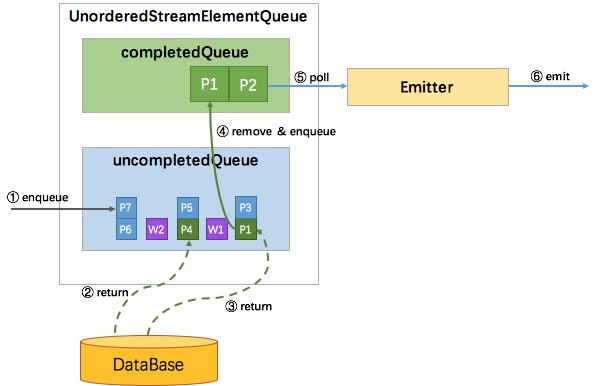 UnorderedStreamElementQueue
completedQueue
P1 P2
⑤ poll
Emitter
⑥ emit
④ remove & enqueue
uncompletedQueue
① enqueue
P7 P5 P3
P6 W2 P4 W1 P1
② return
③ return
DataBase